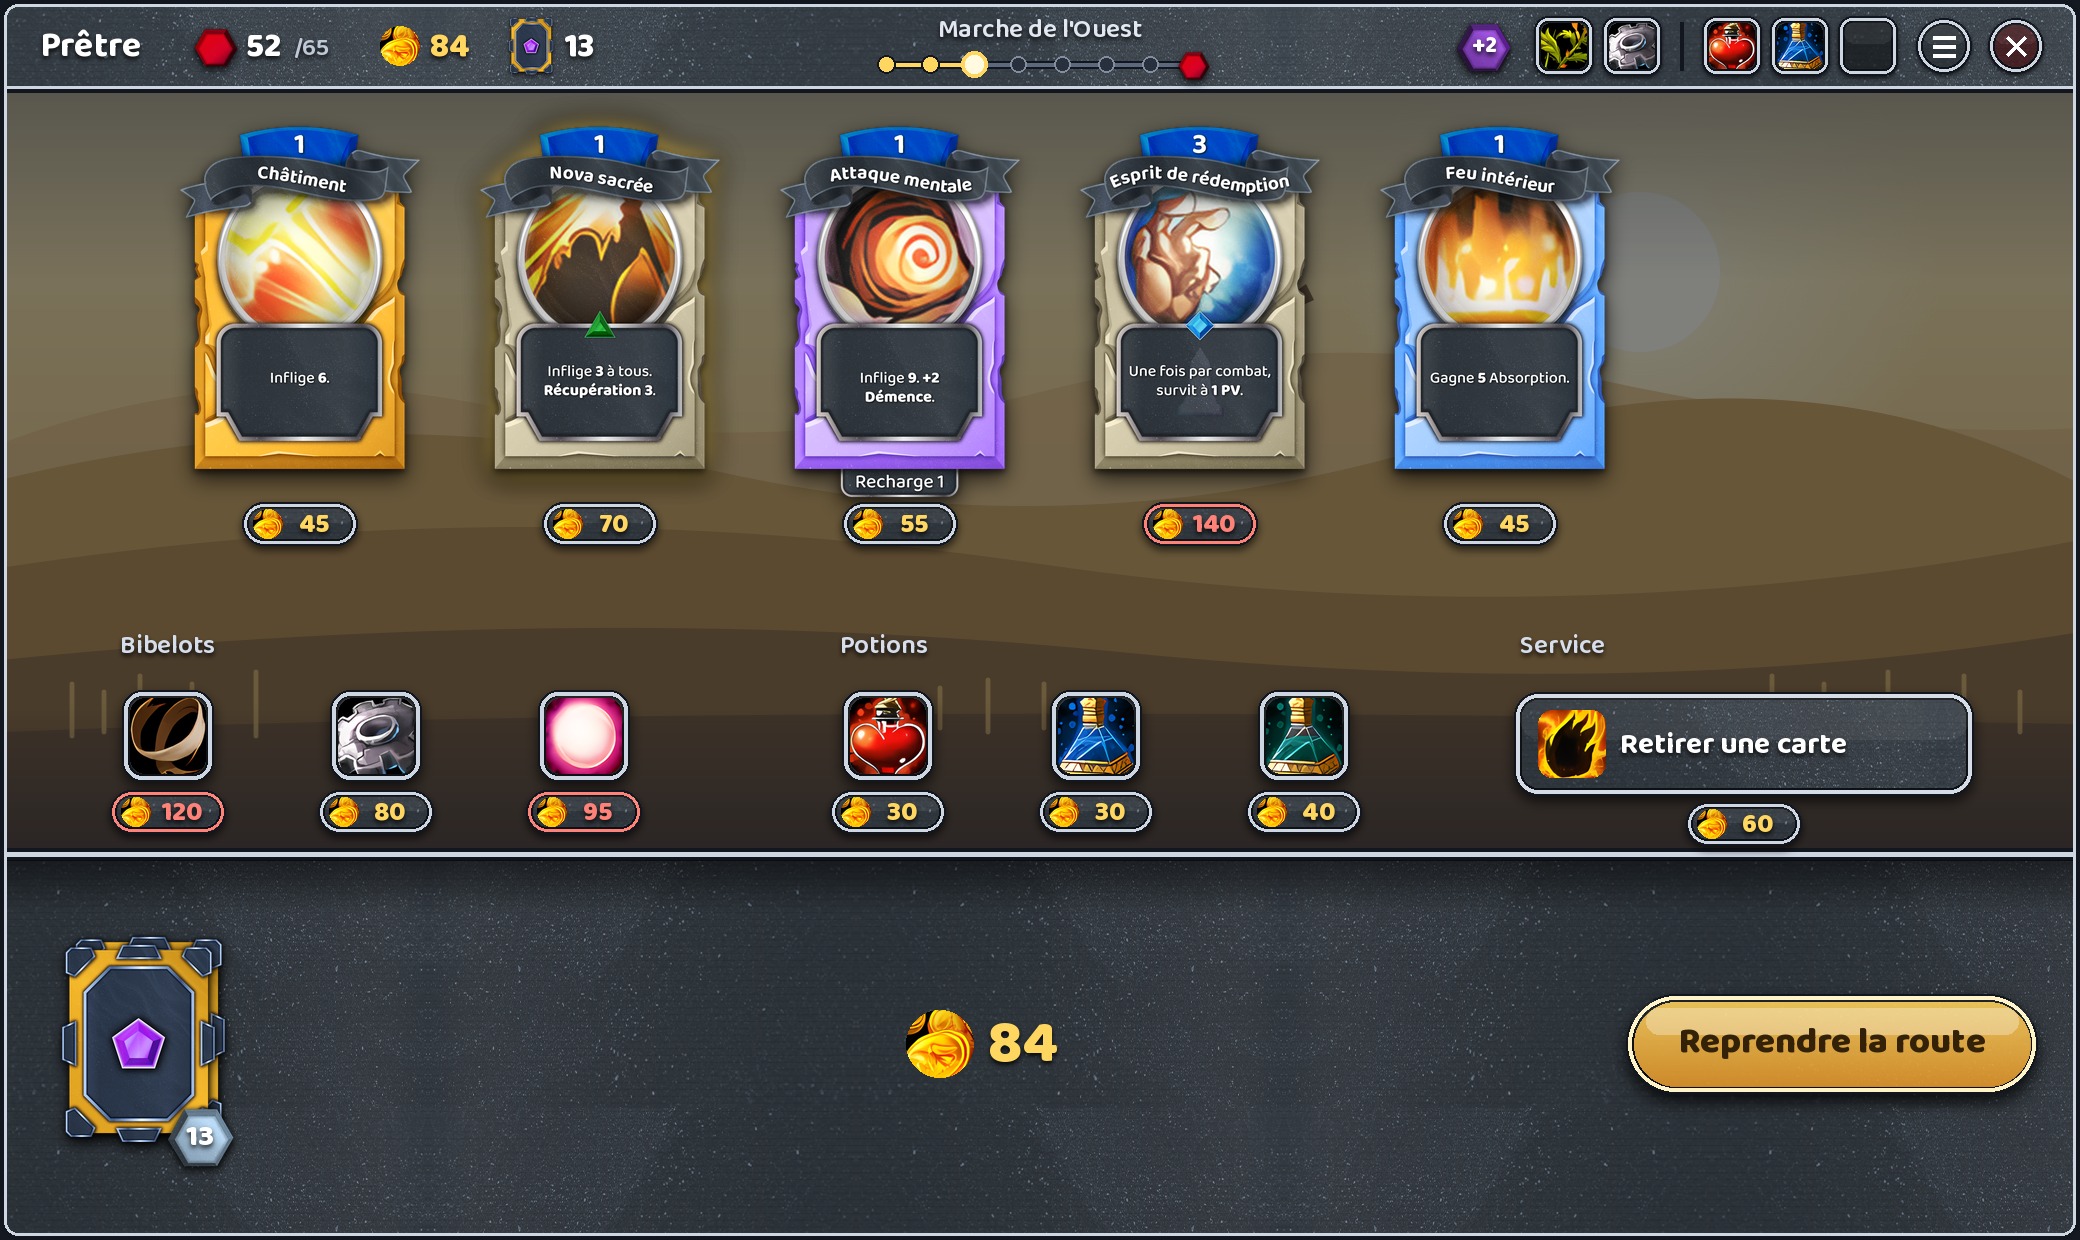 Prêtre
52 /65
84
13
Marche de l'Ouest
+2
1
Châtiment
Inflige 6.
45
1
Nova sacrée
Inflige 3 à tous.
Récupération 3.
70
1
Attaque mentale
Inflige 9. +2
Démence.
Recharge 1
55
3
Esprit de rédemption
Une fois par combat,
survit à 1 PV.
140
1
Feu intérieur
Gagne 5 Absorption.
45
Bibelots
120
80
95
Potions
30
30
40
Service
Retirer une carte
60
13
84
Reprendre la route